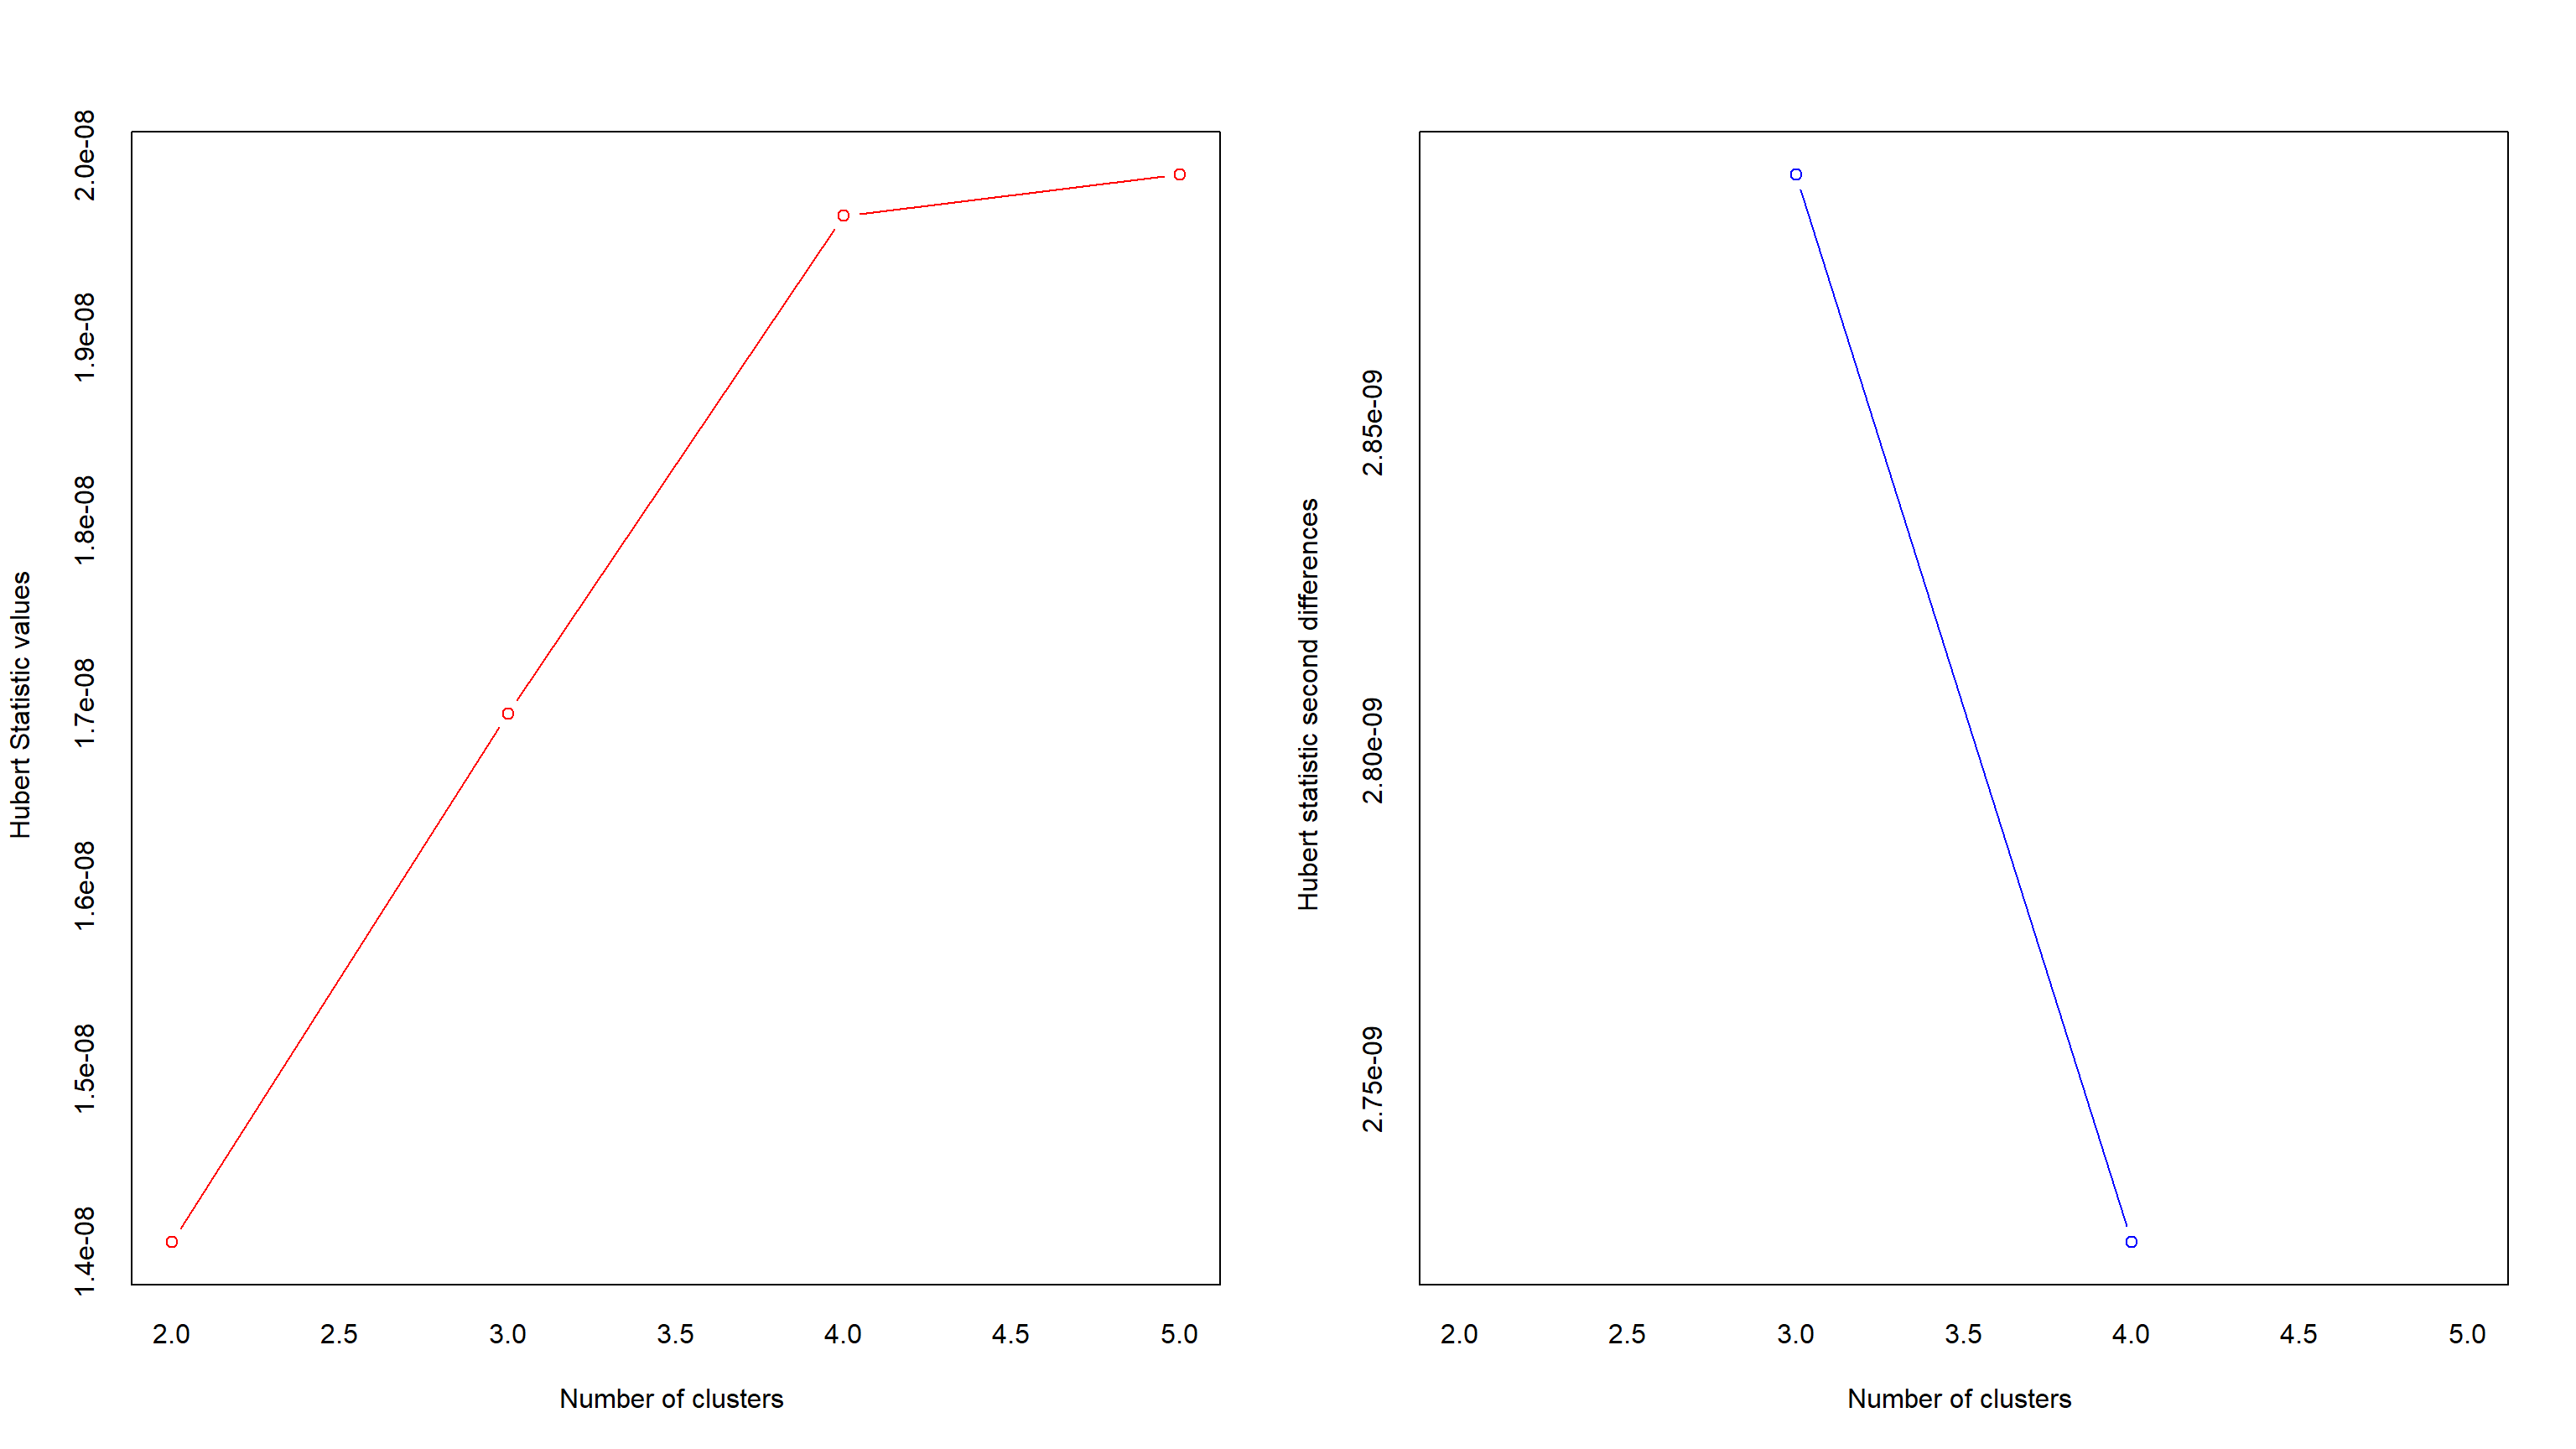 Hubert Statistic values
2.0e-08
1.9e-08
1.8e-08
1.7e-08
1.6e-08
1.5e-08
1.4e-08
2.0 2.5 3.0 3.5 4.0 4.5 5.0
Number of clusters
Hubert statistic second differences
2.85e-09
2.80e-09
2.75e-09
2.0 2.5 3.0 3.5 4.0 4.5 5.0
Number of clusters